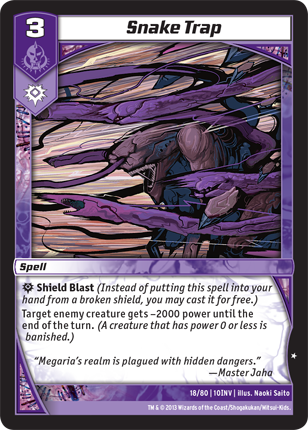 3
Snake Trap
Spell
Shield Blast (Instead of putting this spell into your
hand from a broken shield, you may cast it for free.)
Target enemy creature gets –2000 power until the
end of the turn. (A creature that has power 0 or less is
banished.)
“Megaria’s realm is plagued with hidden dangers.”
—Master Jaha
18/80 | 10INV | illus. Naoki Saito
TM & © 2013 Wizards of the Coast/Shogakukan/Mitsui-Kids.